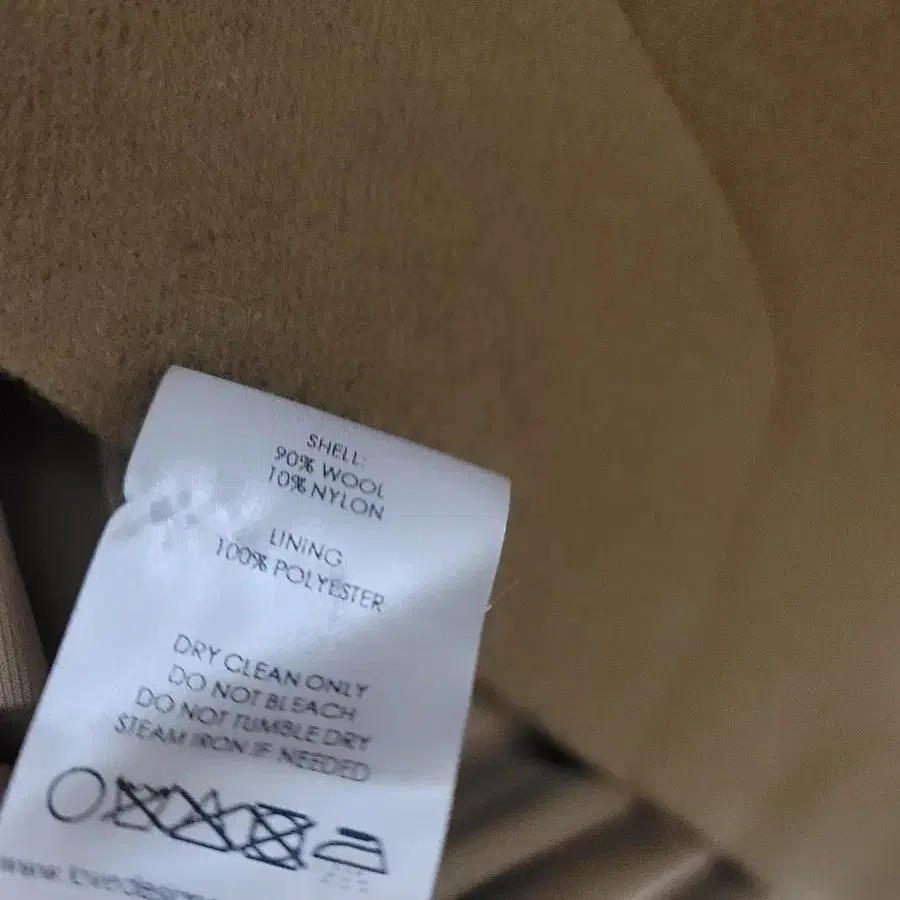 SHELL:
90% WOOL
10% NYLON
LINING
100% POLYESTER
DRY CLEAN ONLY
DO NOT BLEACH
DO NOT TUMBLE DRY
STEAM IRON IF NEEDED